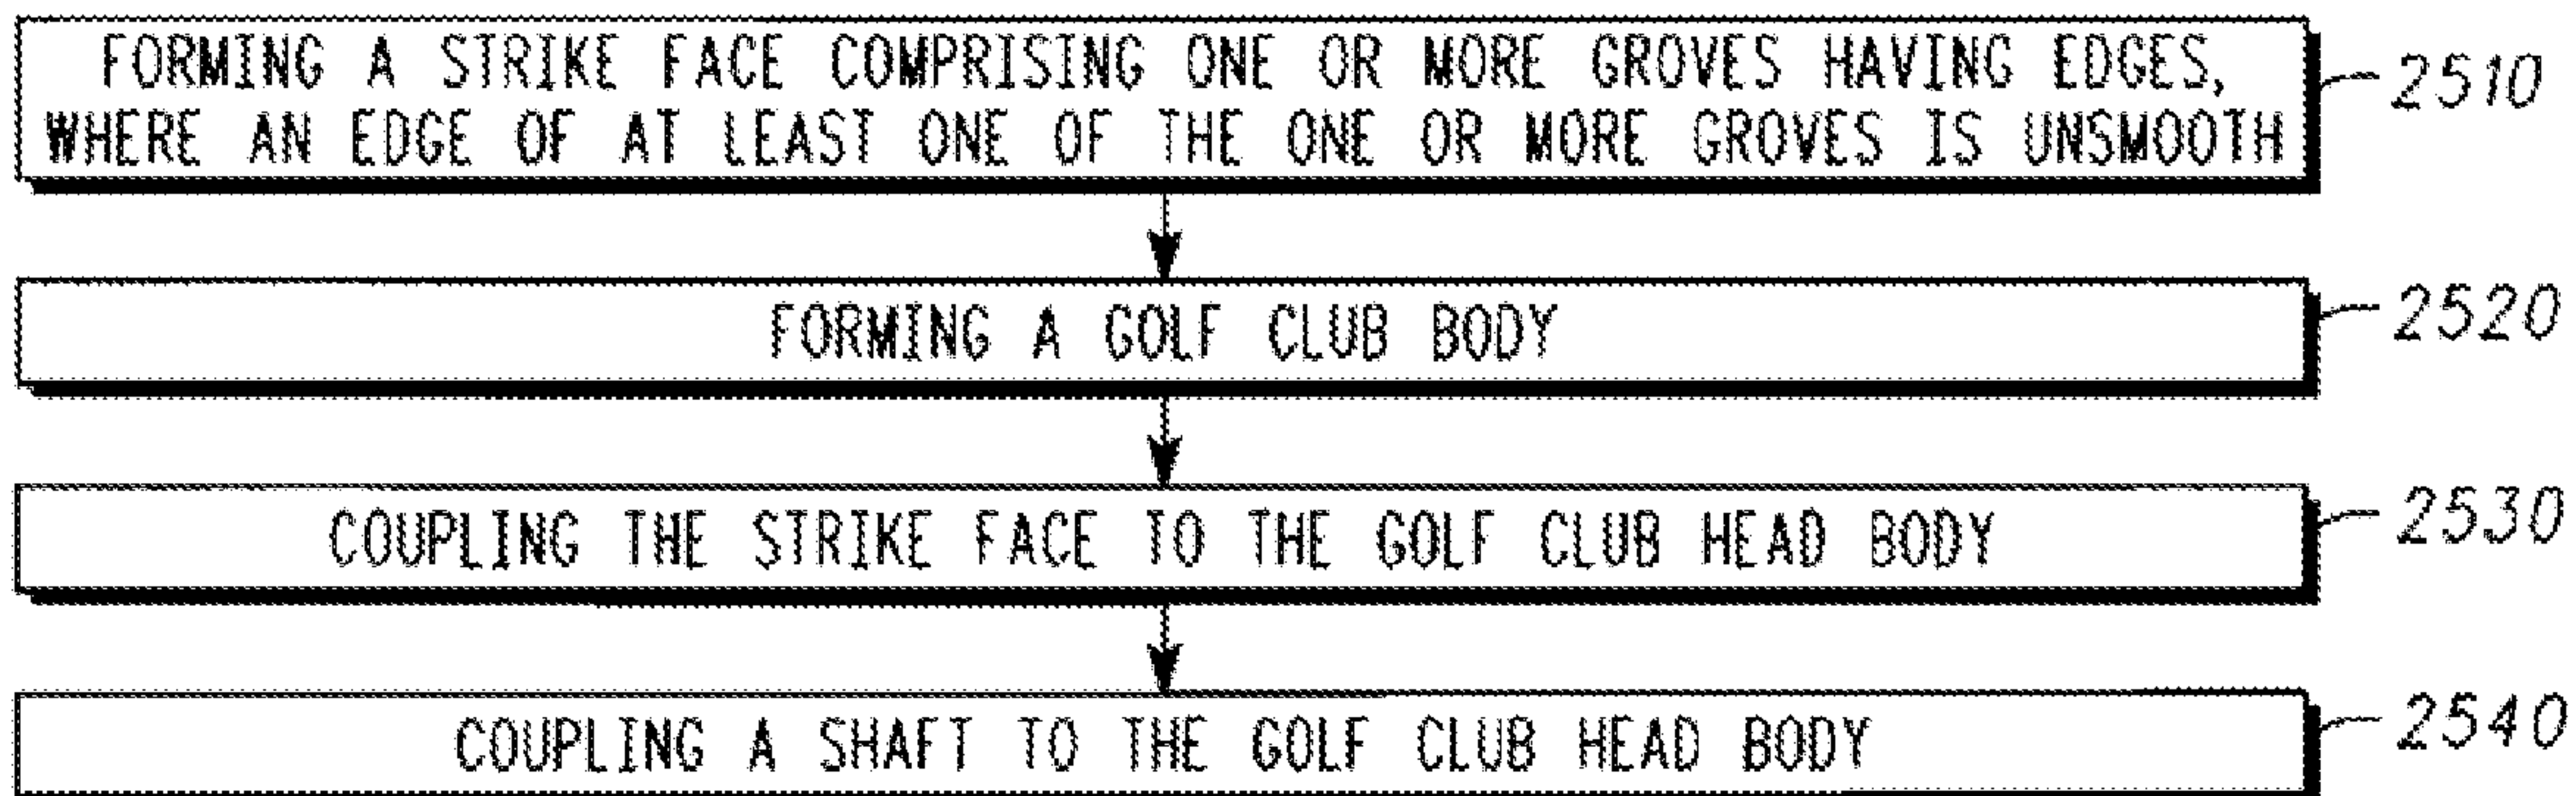 FORMING A STRIKE FACE COMPRISING ONE OR MORE GROVES HAVING EDGES,
WHERE AN EDGE OF AT LEAST ONE OF THE ONE OR MORE GROVES IS UNSMOOTH
2510
FORMING A GOLF CLUB BODY
2520
COUPLING THE STRIKE FACE TO THE GOLF CLUB HEAD BODY
2530
COUPLING A SHAFT TO THE GOLF CLUB HEAD BODY
2540